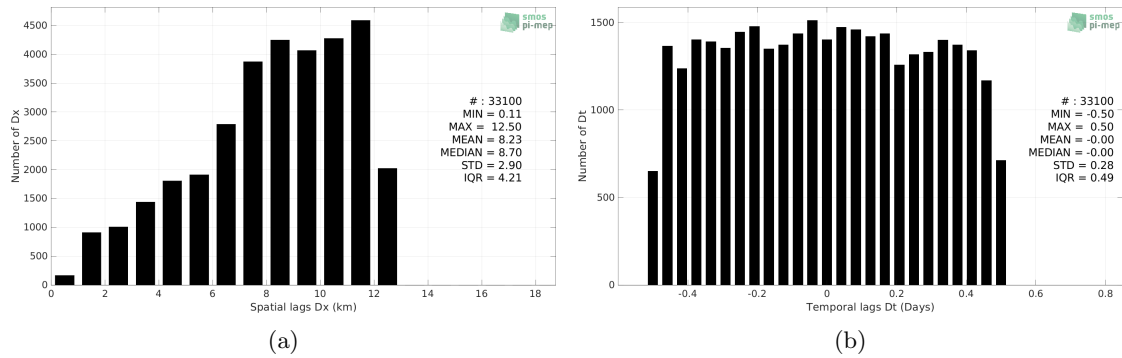 4500
4000
3500
3000
2500
2000
1500
1000
500
0
Number of Dx
0 2 4 6 8 10 12 14 16 18
Spatial lags Dx (km)
smos
pi-mep
# : 33100
MIN = 0.11
MAX = 12.50
MEAN = 8.23
MEDIAN = 8.70
STD = 2.90
IQR = 4.21
(a)
1500
1000
500
0
Number of Dt
-0.4 -0.2 0 0.2 0.4 0.6 0.8
Temporal lags Dt (Days)
smos
pi-mep
# : 33100
MIN = -0.50
MAX = 0.50
MEAN = -0.00
MEDIAN = -0.00
STD = 0.28
IQR = 0.49
(b)